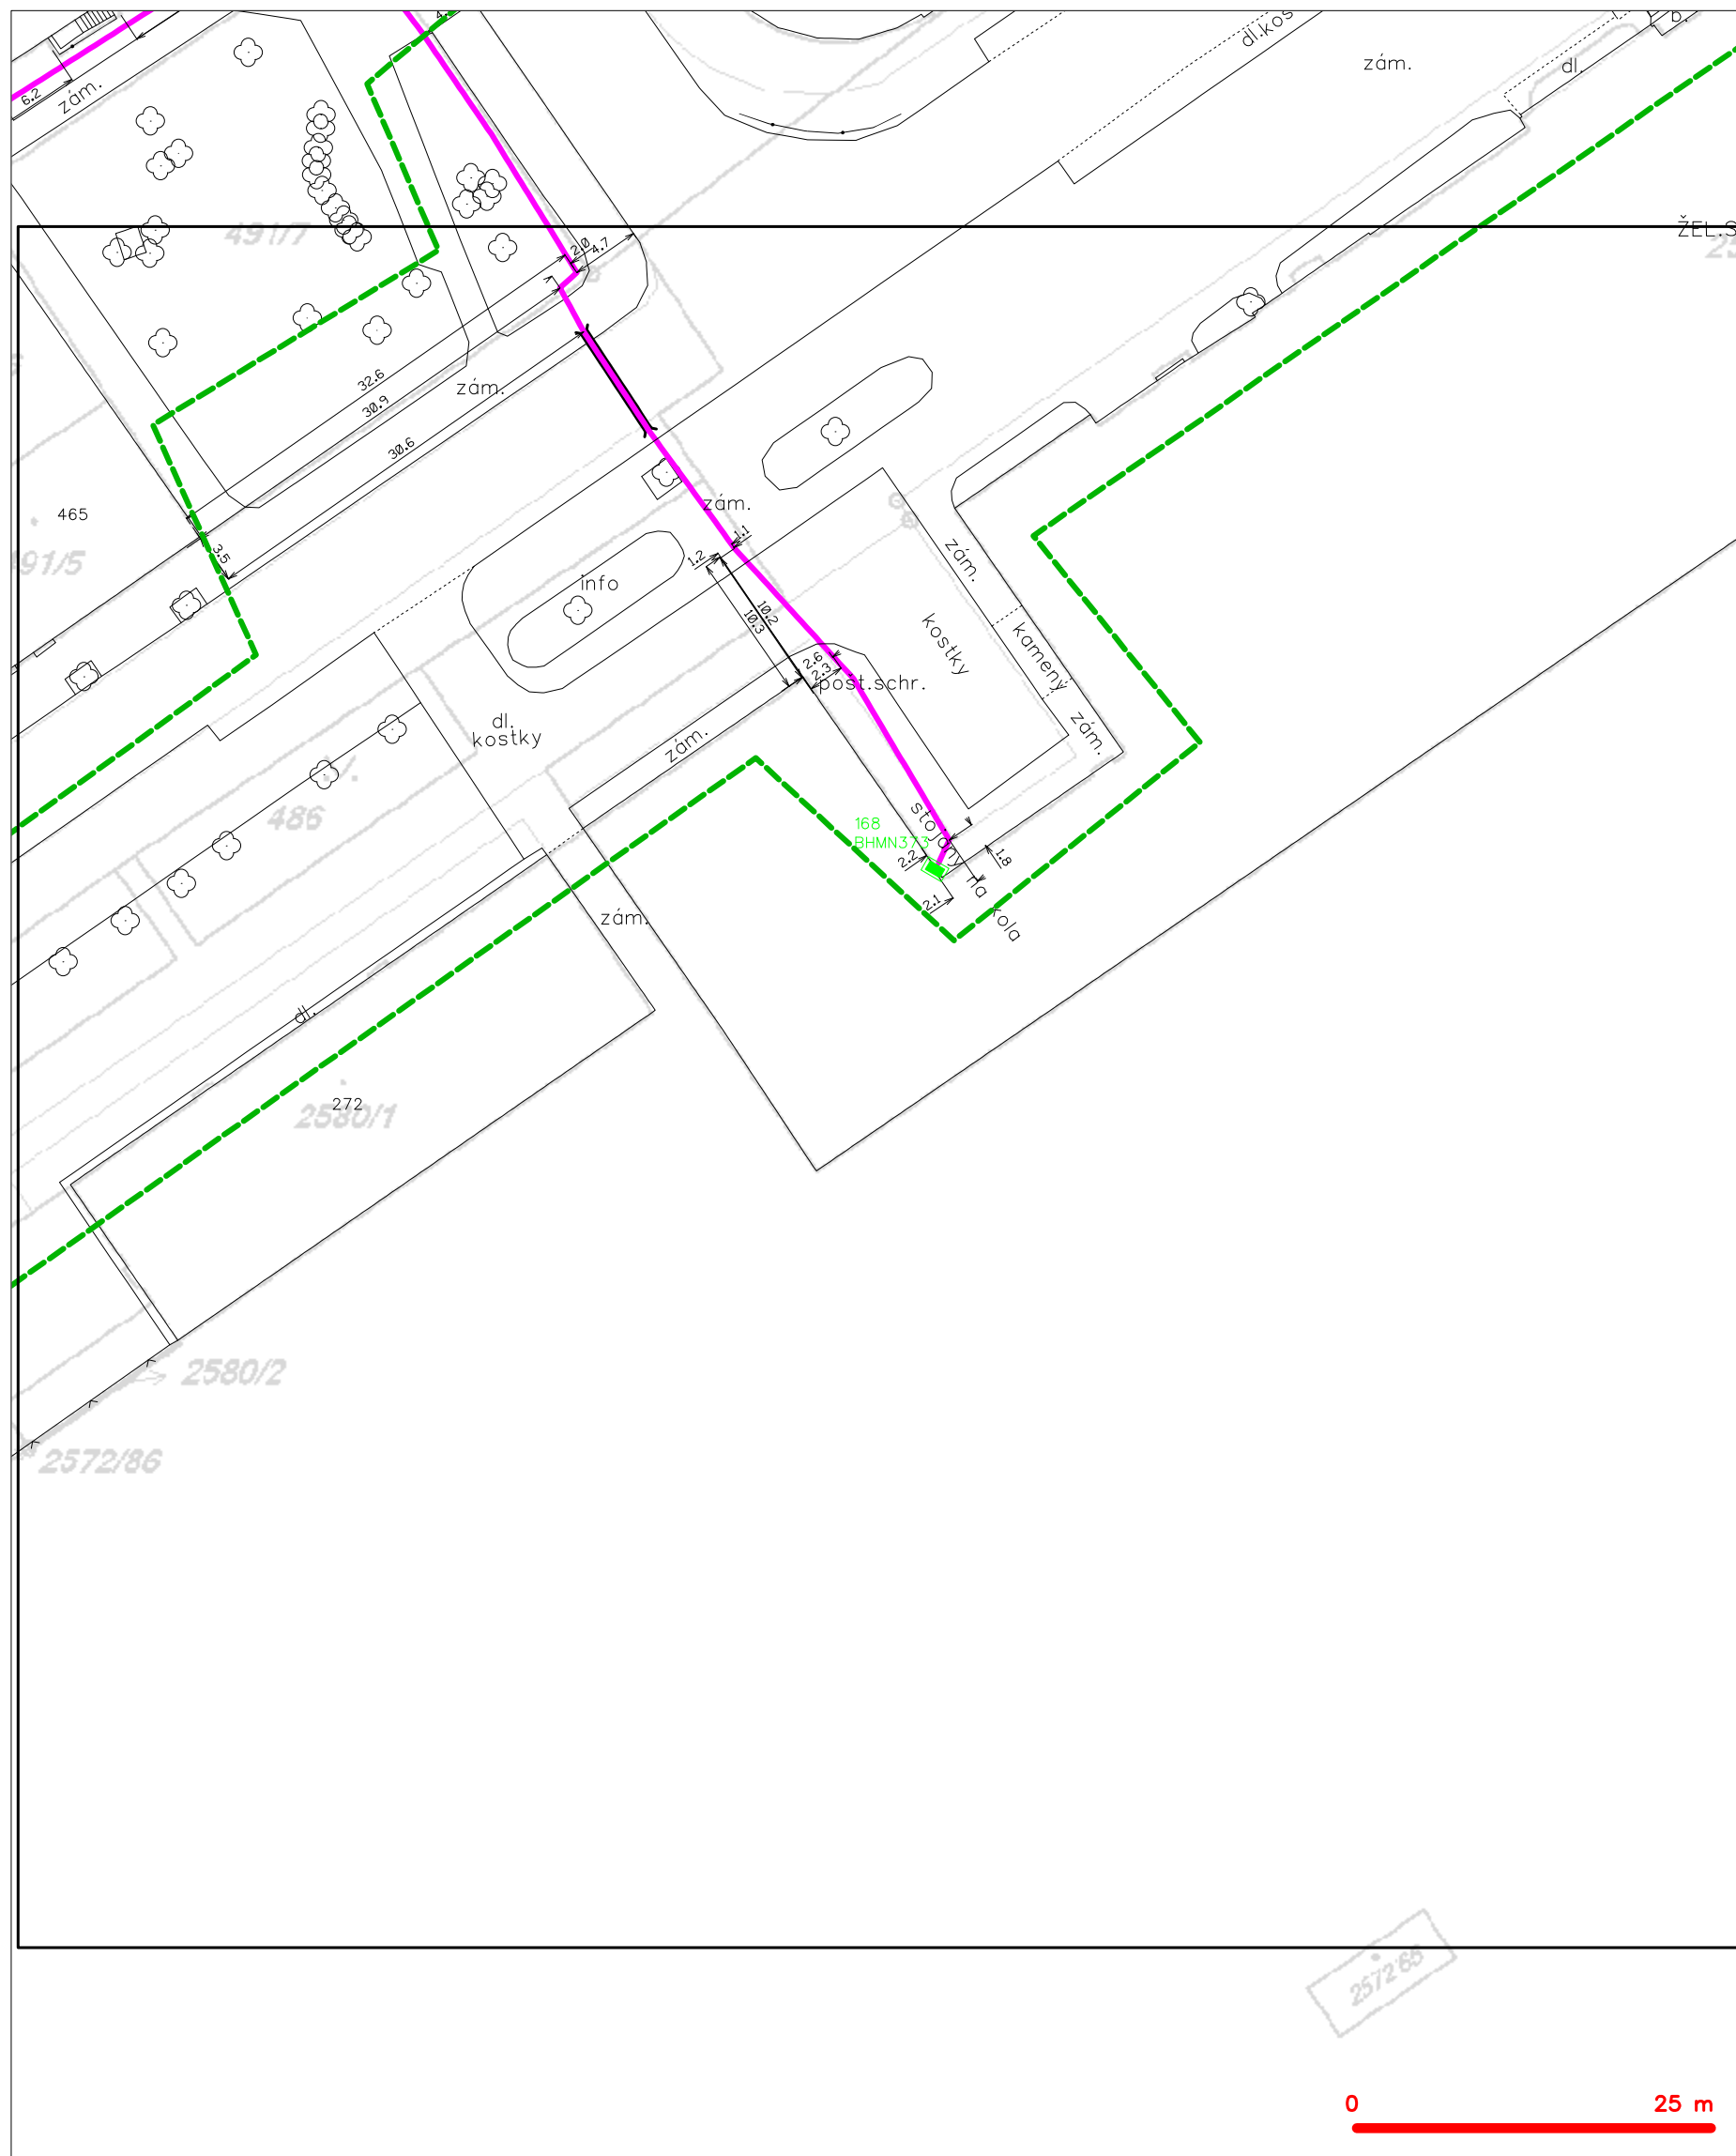 dl.kos
zám.
dl.
b.
6.2
zám.
491/7
ŽEL.S
2.0
4.7
32.6
zám.
30.9
30.6
465
491/5
3.5
zám.
1.1
1.2
info
10.2
10.3
zám.
kostky
kamený
zám.
2.6
2.3
post.schr.
dl.
kostky
zám.
486
168
BHMN373
stojany na kola
2.2
1.8
2.1
zám.
dl.
272
2580/1
2580/2
2572/86
2572/85
0
25 m